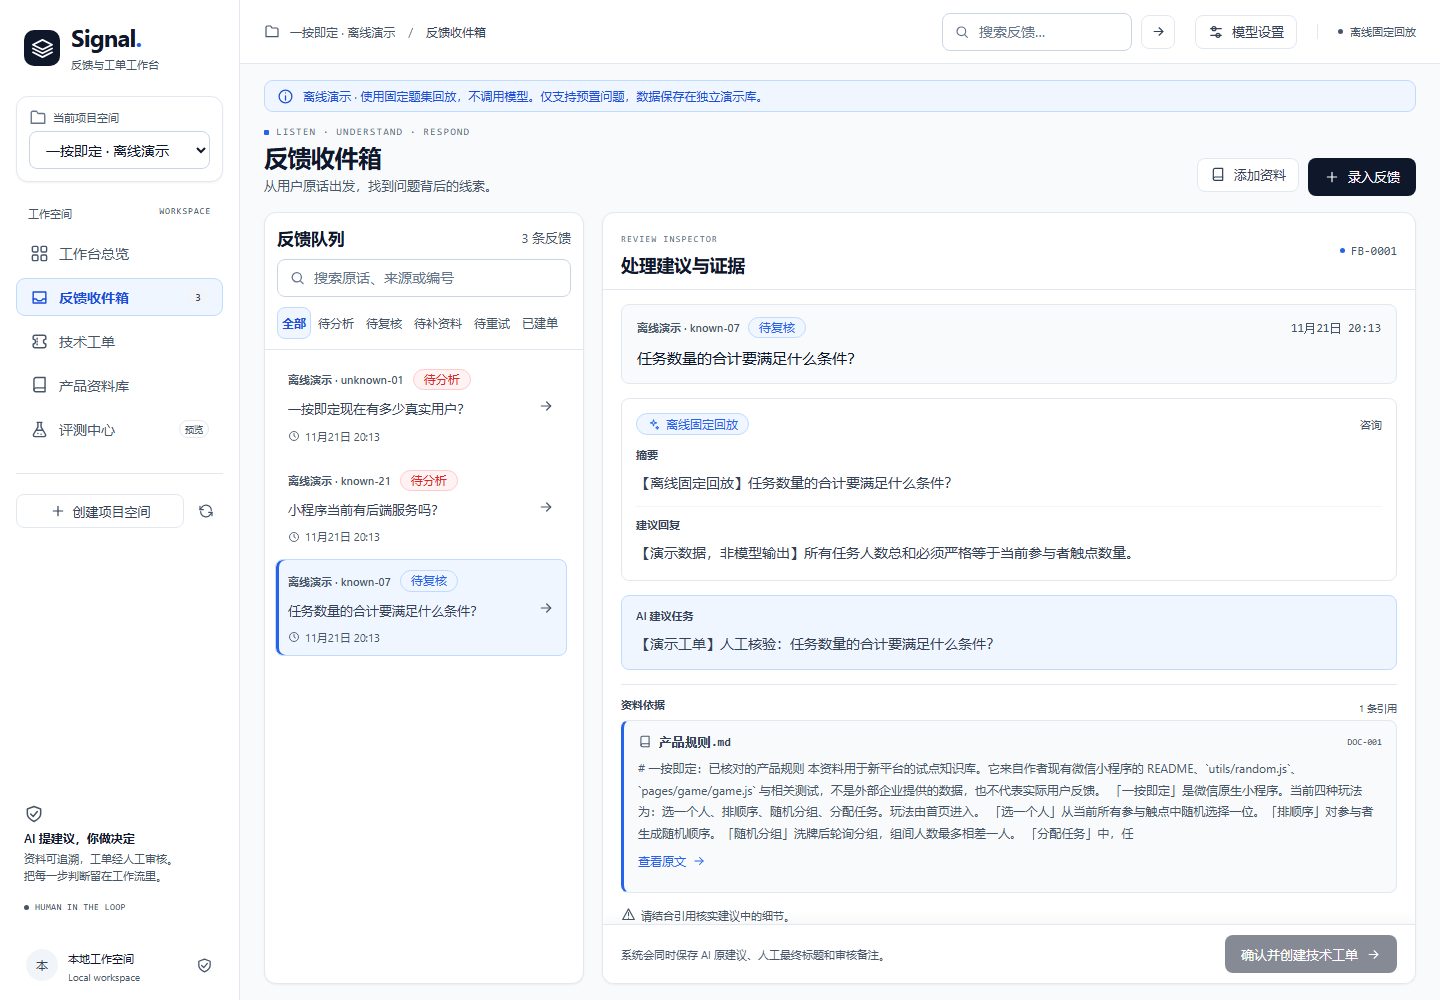 Signal.
反馈与工单工作台
当前项目空间
一按即定 · 离线演示
工作空间
WORKSPACE
工作台总览
反馈收件箱
3
技术工单
产品资料库
评测中心
预览
创建项目空间
AI 提建议，你做决定
资料可追溯，工单经人工审核。
把每一步判断留在工作流里。
HUMAN IN THE LOOP
本
本地工作空间
Local workspace
一按即定 · 离线演示 / 反馈收件箱
搜索反馈...
模型设置
离线固定回放
离线演示 · 使用固定题集回放，不调用模型。仅支持预置问题，数据保存在独立演示库。
LISTEN · UNDERSTAND · RESPOND
反馈收件箱
从用户原话出发，找到问题背后的线索。
添加资料
录入反馈
反馈队列
3 条反馈
搜索原话、来源或编号
全部 待分析 待复核 待补资料 待重试 已建单
离线演示 · unknown-01 待分析
一按即定现在有多少真实用户？
11月21日 20:13
离线演示 · known-21 待分析
小程序当前有后端服务吗？
11月21日 20:13
离线演示 · known-07 待复核
任务数量的合计要满足什么条件？
11月21日 20:13
REVIEW INSPECTOR
处理建议与证据
FB-0001
离线演示 · known-07 待复核
11月21日 20:13
任务数量的合计要满足什么条件？
离线固定回放
咨询
摘要
【离线固定回放】任务数量的合计要满足什么条件？
建议回复
【演示数据，非模型输出】所有任务人数总和必须严格等于当前参与者触点数量。
AI 建议任务
【演示工单】人工核验：任务数量的合计要满足什么条件？
资料依据
1 条引用
产品规则.md
DOC-001
# 一按即定：已核对的产品规则 本资料用于新平台的试点知识库。它来自作者现有微信小程序的 README、`utils/random.js`、
`pages/game/game.js` 与相关测试，不是外部企业提供的数据，也不代表实际用户反馈。 「一按即定」是微信原生小程序。当前四种玩法
为：选一个人、排顺序、随机分组、分配任务。玩法由首页进入。 「选一个人」从当前所有参与触点中随机选择一位。 「排顺序」对参与者
生成随机顺序。 「随机分组」洗牌后轮询分组，组间人数最多相差一人。 「分配任务」中，任
查看原文
请结合引用核实建议中的细节。
系统会同时保存 AI 原建议、人工最终标题和审核备注。
确认并创建技术工单